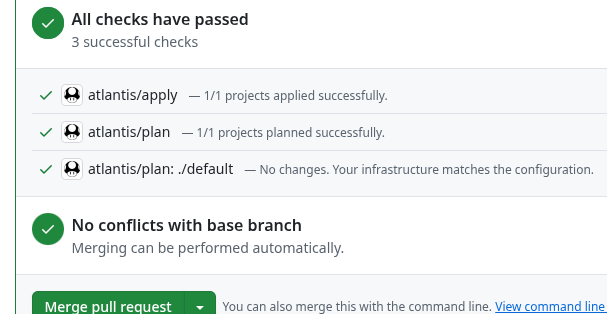 All checks have passed
3 successful checks
atlantis/apply — 1/1 projects applied successfully.
atlantis/plan — 1/1 projects planned successfully.
atlantis/plan: ./default — No changes. Your infrastructure matches the configuration.
No conflicts with base branch
Merging can be performed automatically.
Merge pull request You can also merge this with the command line. View command line